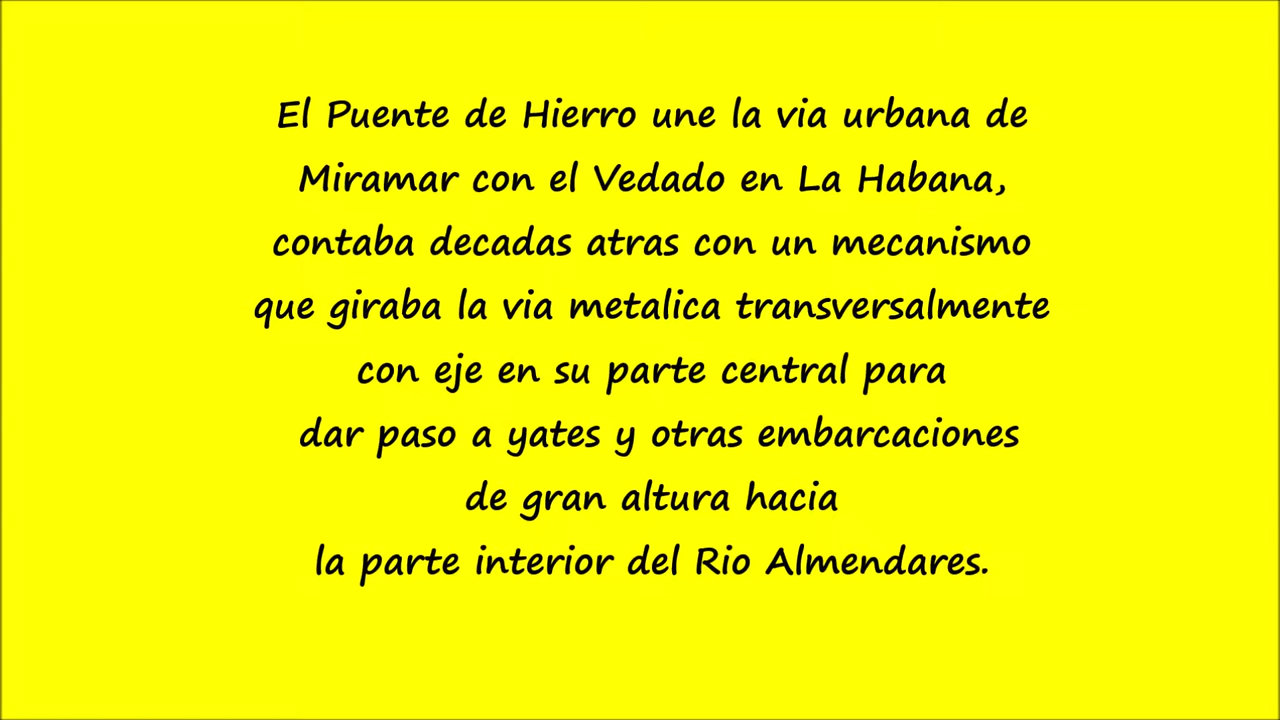 El Puente de Hierro une la via urbana de
Miramar con el Vedado en La Habana,
contaba decadas atras con un mecanismo
que giraba la via metalica transversalmente
con eje en su parte central para
dar paso a yates y otras embarcaciones
de gran altura hacia
la parte interior del Rio Almendares.